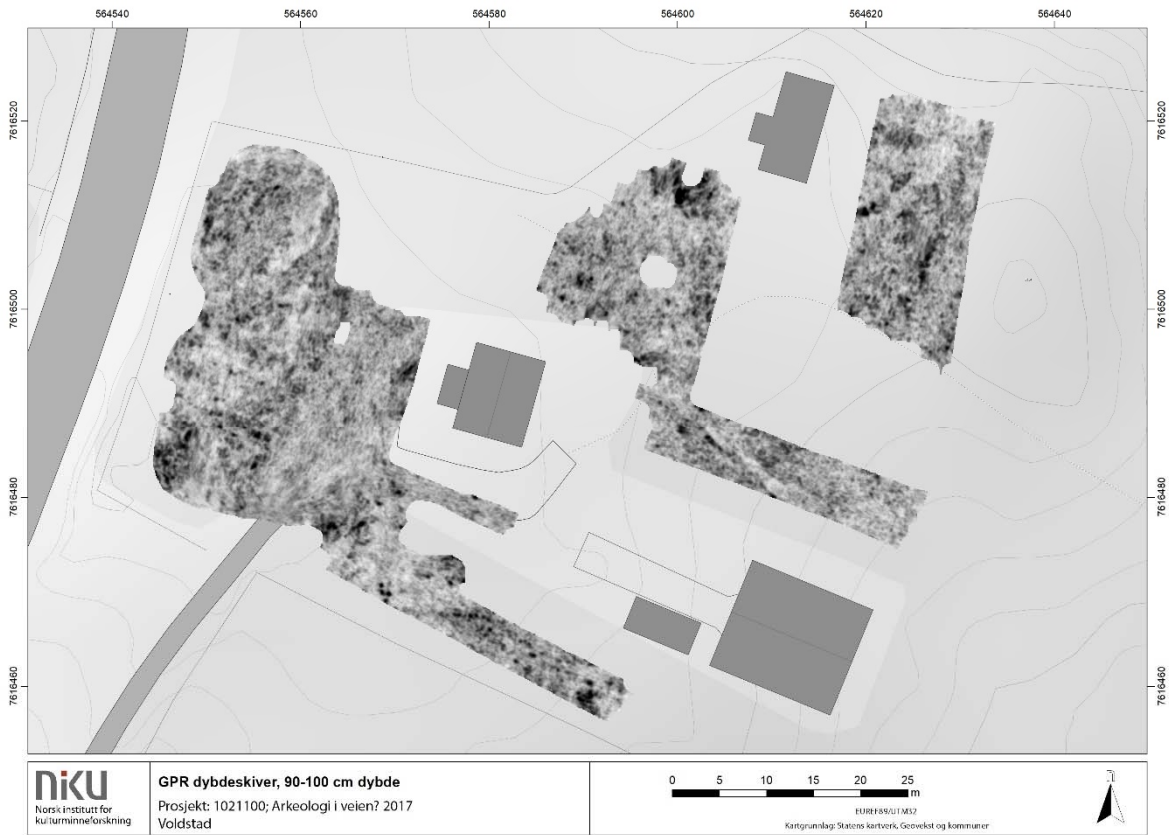 564540 564560 564580 564600 564620 564640
7616520 7616520
7616500 7616500
7616480 7616480
7616460 7616460
niKU
Norsk institutt for
kulturminneforskning
GPR dybdeskiver, 90-100 cm dybde
Prosjekt: 1021100; Arkeologi i veien? 2017
Voldstad
0 5 10 15 20 25
m
EUREF89/UTM32
Kartgrunnlag: Statens kartverk, Geovekst og kommuner
n